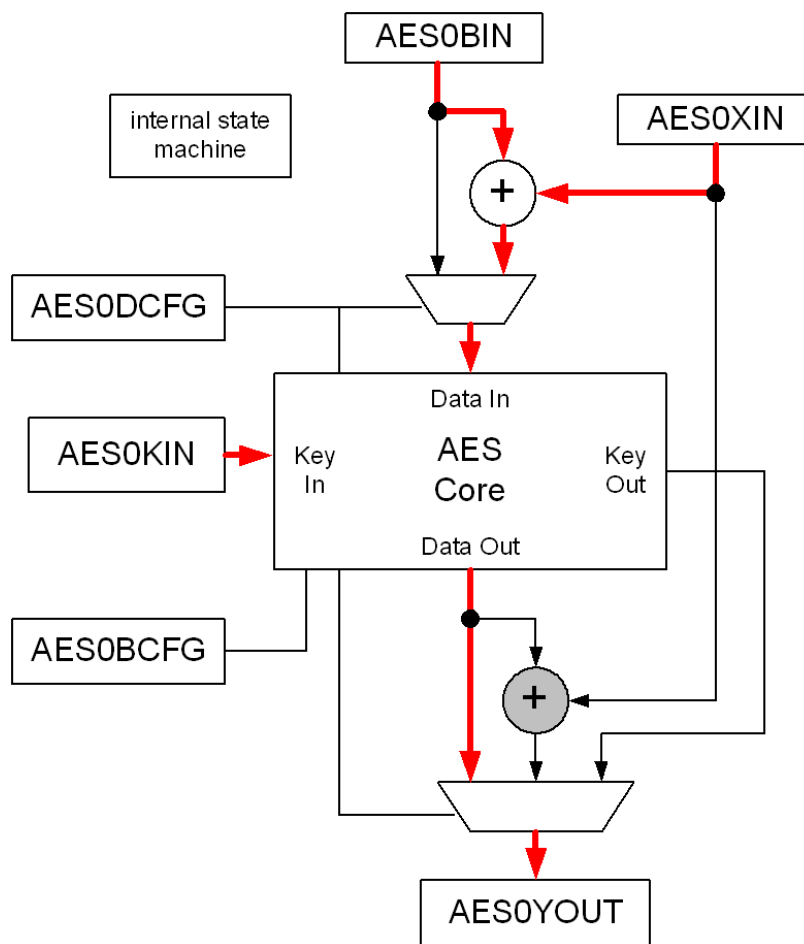 AES0BIN
internal state
machine
AES0XIN
+
AES0DCFG
Data In
AES0KIN
Key
In
AES
Core
Key
Out
Data Out
AES0BCFG
+
AES0YOUT